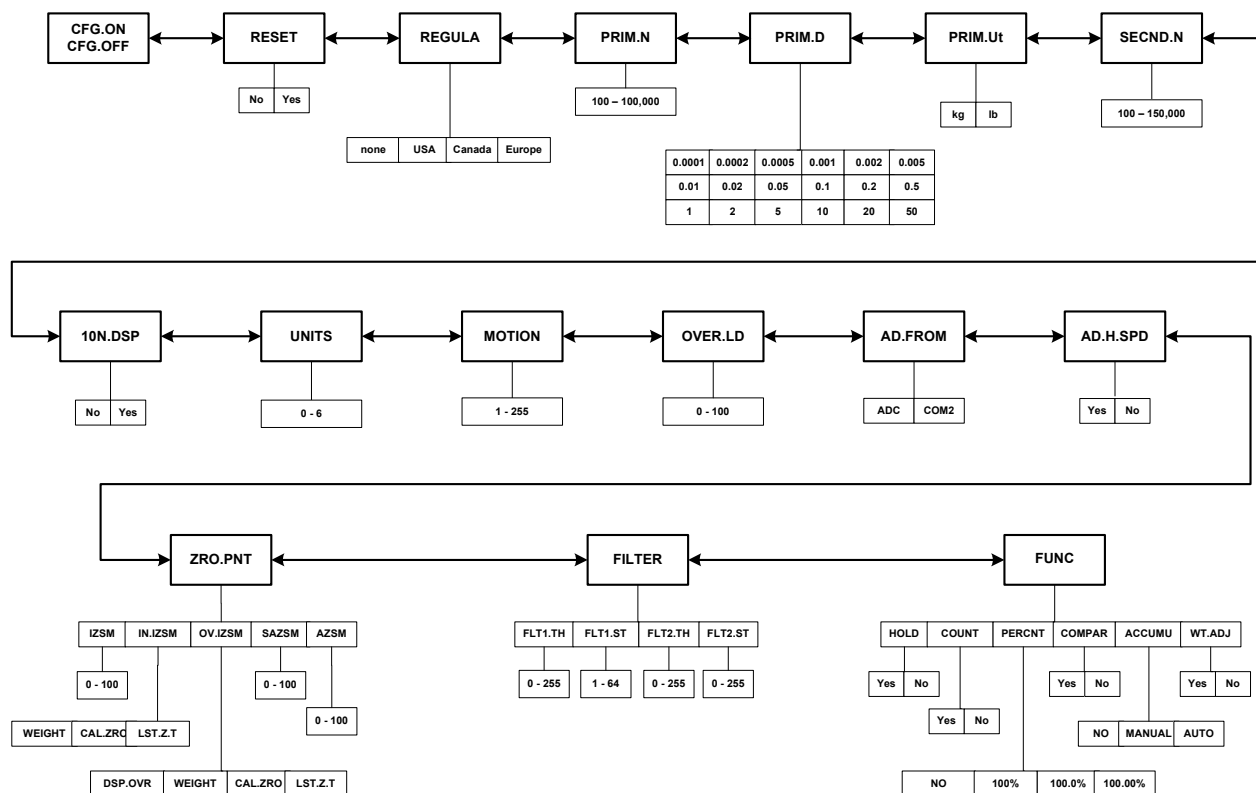 CFG.ON
CFG.OFF
RESET
REGULA
PRIM.N
PRIM.D
PRIM.Ut
SECND.N
No Yes
100 – 100,000
kg lb
100 – 150,000
none USA Canada Europe
0.0001 0.0002 0.0005 0.001 0.002 0.005
0.01 0.02 0.05 0.1 0.2 0.5
1 2 5 10 20 50
10N.DSP
UNITS
MOTION
OVER.LD
AD.FROM
AD.H.SPD
No Yes
0 - 6
1 - 255
0 - 100
ADC COM2
Yes No
ZRO.PNT
FILTER
FUNC
IZSM IN.IZSM OV.IZSM SAZSM AZSM
FLT1.TH FLT1.ST FLT2.TH FLT2.ST
HOLD COUNT PERCNT COMPAR ACCUMU WT.ADJ
0 - 100
0 - 100
0 - 255
1 - 64
0 - 255
0 - 255
Yes No
Yes No
Yes No
0 - 100
Yes No
WEIGHT CAL.ZRO LST.Z.T
NO MANUAL AUTO
DSP.OVR WEIGHT CAL.ZRO LST.Z.T
NO 100% 100.0% 100.00%